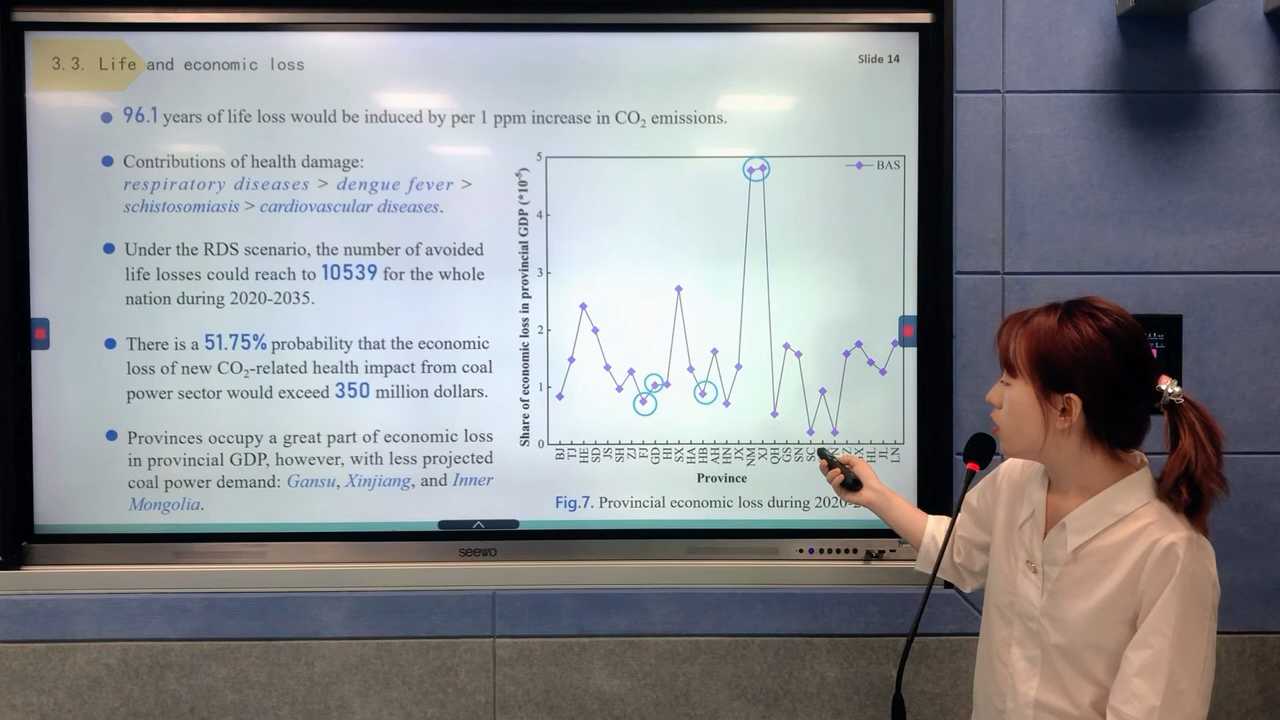 3.3. Life and economic loss
Slide 14
96.1 years of life loss would be induced by per 1 ppm increase in CO₂ emissions.
Contributions of health damage:
respiratory diseases > dengue fever >
schistosomiasis > cardiovascular diseases.
Under the RDS scenario, the number of avoided
life losses could reach to 10539 for the whole
nation during 2020-2035.
There is a 51.75% probability that the economic
loss of new CO₂-related health impact from coal
power sector would exceed 350 million dollars.
Provinces occupy a great part of economic loss
in provincial GDP, however, with less projected
coal power demand: Gansu, Xinjiang, and Inner
Mongolia.
Share of economic loss in provincial GDP (*10⁻⁵)
5
4
3
2
1
0
BAS
BJ TJ HE SD JS SH ZJ FJ GD HI SX HA HB AH HN JX NM XJ QH GS SN SC HL JL LN
Province
Fig.7. Provincial economic loss during 2020-
seewo